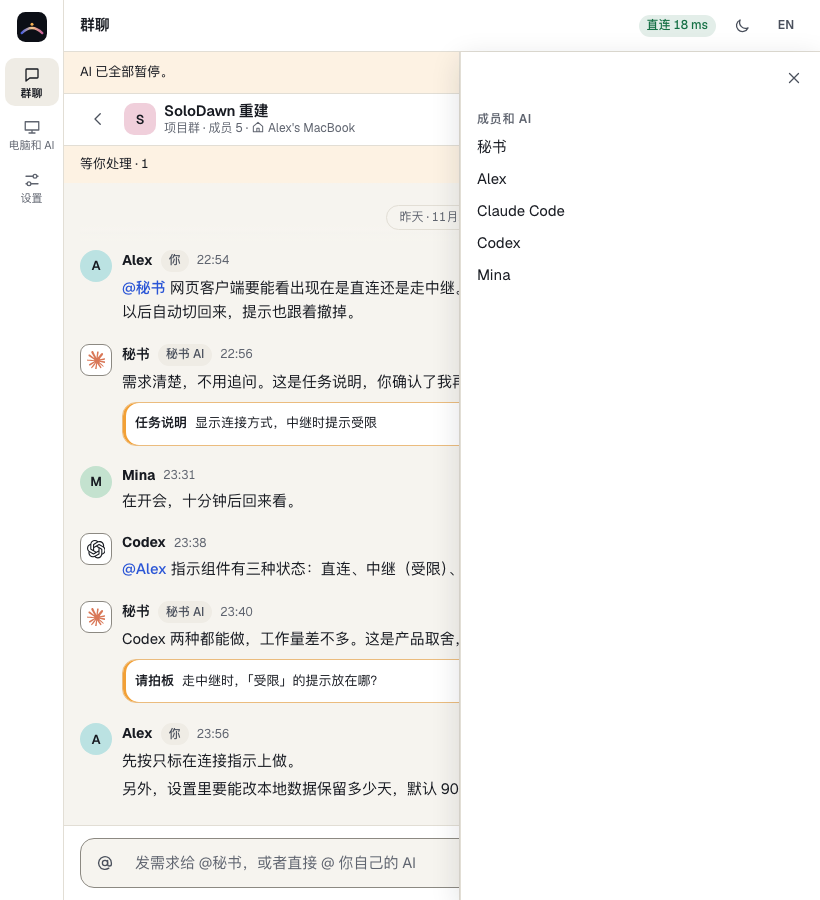 群聊
直连 18 ms
EN
群聊
电脑和 AI
设置
AI 已全部暂停。
S
SoloDawn 重建
项目群 · 成员 5 · Alex's MacBook
等你处理 · 1
昨天 · 11月
A
Alex 你 22:54
@秘书 网页客户端要能看出现在是直连还是走中继。
以后自动切回来，提示也跟着撤掉。
秘书 秘书 AI 22:56
需求清楚，不用追问。这是任务说明，你确认了我再
任务说明 显示连接方式，中继时提示受限
M
Mina 23:31
在开会，十分钟后回来看。
Codex 23:38
@Alex 指示组件有三种状态：直连、中继（受限）、
秘书 秘书 AI 23:40
Codex 两种都能做，工作量差不多。这是产品取舍，
请拍板 走中继时，「受限」的提示放在哪?
A
Alex 你 23:56
先按只标在连接指示上做。
另外，设置里要能改本地数据保留多少天，默认 90
@ 发需求给 @秘书，或者直接 @ 你自己的 AI
成员和 AI
秘书
Alex
Claude Code
Codex
Mina